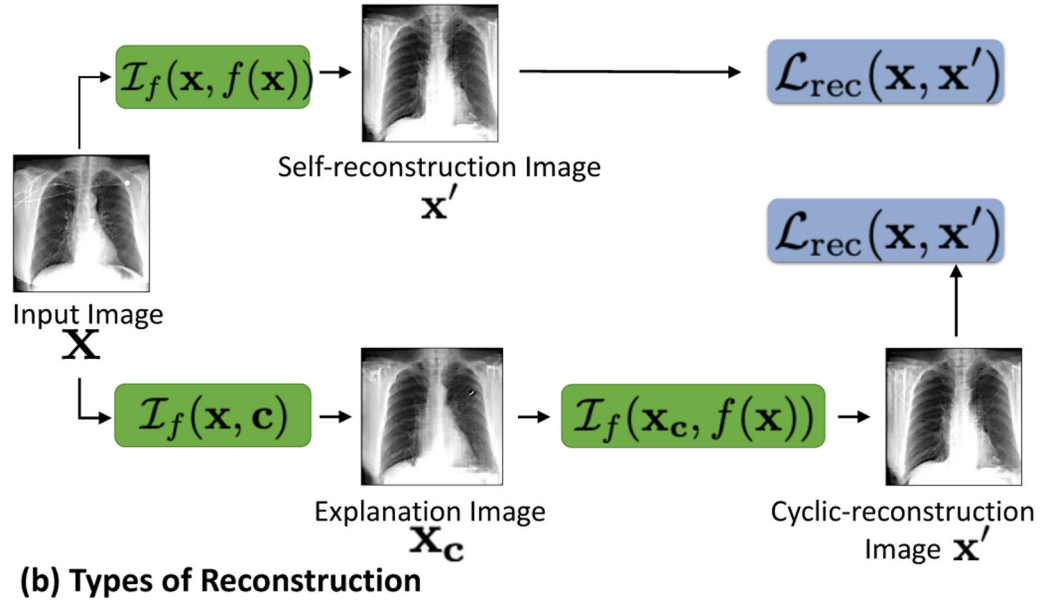 𝓘_f(𝐱, f(𝐱))
𝓛_rec(𝐱, 𝐱′)
Self-reconstruction Image
𝐱′
𝓛_rec(𝐱, 𝐱′)
Input Image
𝐱
𝓘_f(𝐱, 𝐜)
𝓘_f(𝐱_𝐜, f(𝐱))
Explanation Image
𝐱_𝐜
Cyclic-reconstruction
Image 𝐱′
(b) Types of Reconstruction